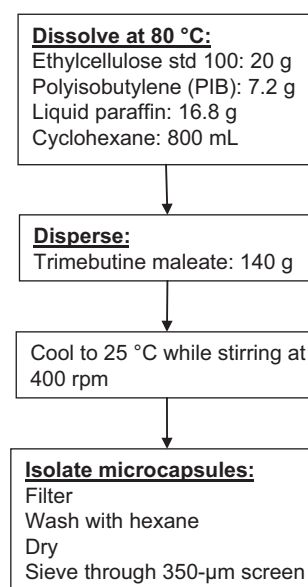 Dissolve at 80 °C:
Ethylcellulose std 100: 20 g
Polyisobutylene (PIB): 7.2 g
Liquid paraffin: 16.8 g
Cyclohexane: 800 mL
Disperse:
Trimebutine maleate: 140 g
Cool to 25 °C while stirring at
400 rpm
Isolate microcapsules:
Filter
Wash with hexane
Dry
Sieve through 350-µm screen